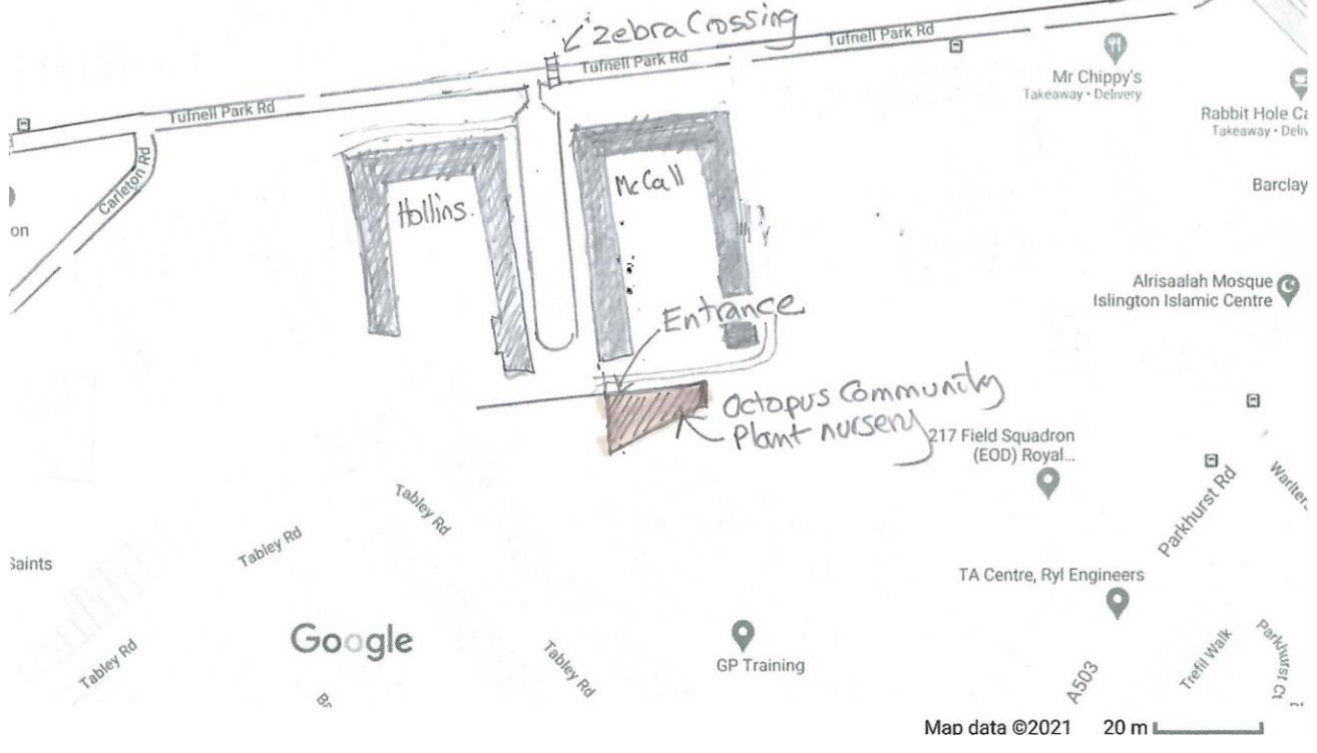 Zebra Crossing
Tufnell Park Rd
Tufnell Park Rd
Tufnell Park Rd
Mr Chippy's
Takeaway • Delivery
Rabbit Hole
Takeaway •
Carleton Rd
Hollins.
McCall
Barclay
on
Alrisaalah Mosque
Islington Islamic Centre
Entrance
Octopus Community
Plant nursery
217 Field Squadron
(EOD) Royal...
Tabley Rd
Parkhurst Rd
Tabley Rd
Saints
TA Centre, Ryl Engineers
Google
GP Training
Tabley Rd
Tabley Rd
A503
Trefil Walk
Parkhurst Ct
Map data ©2021
20 m